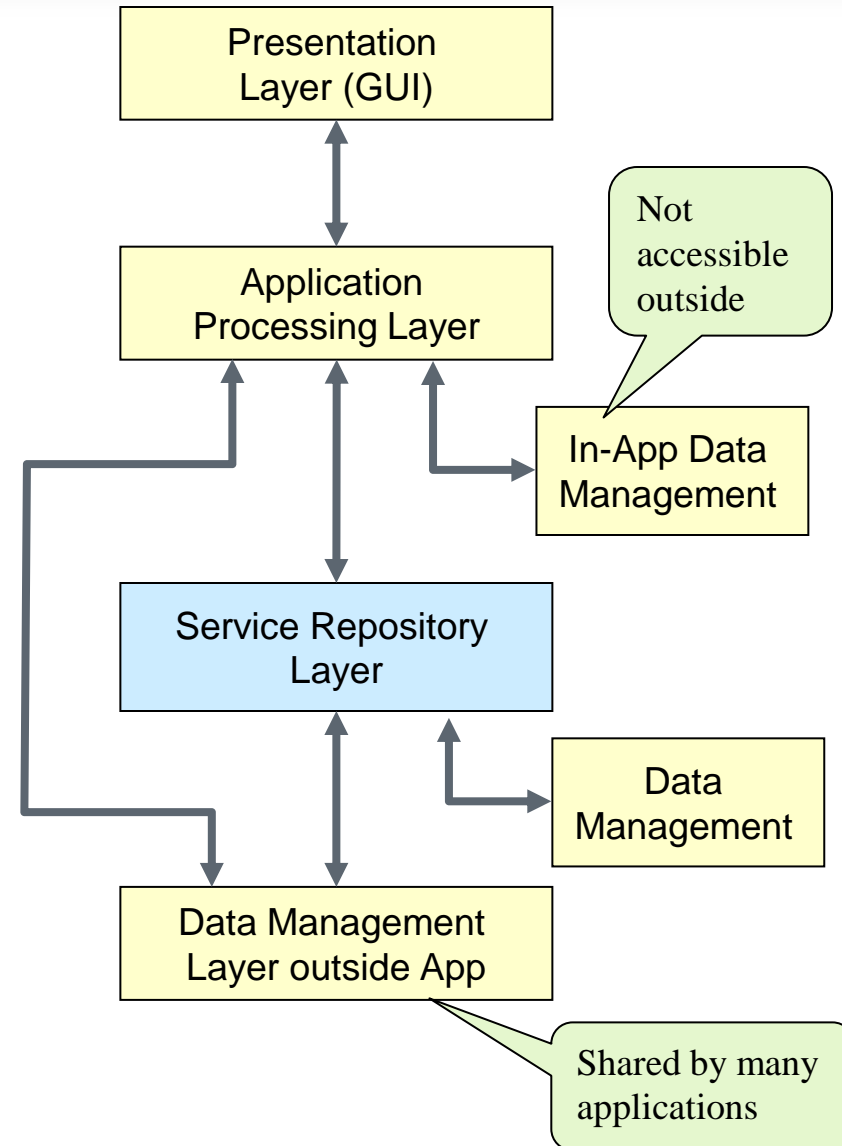 Presentation
Layer (GUI)
Not
accessible
outside
Application
Processing Layer
In-App Data
Management
Service Repository
Layer
Data
Management
Data Management
Layer outside App
Shared by many
applications